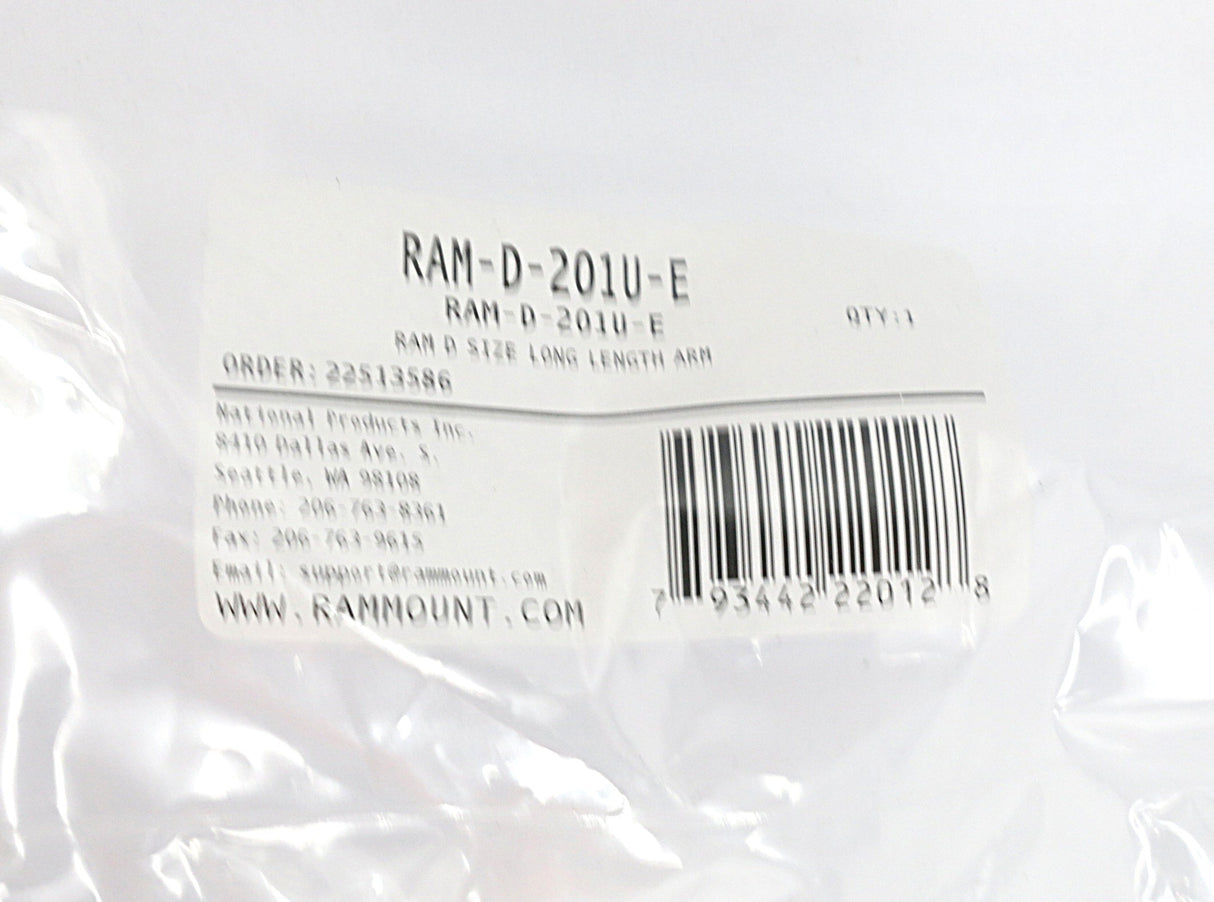 RAM-D-201U-E
RAM-D-201U-E
QTY:1
RAM D SIZE LONG LENGTH ARM
ORDER: 22513586
National Products Inc.
8410 Dallas Ave. S.
Seattle, WA 98108
Phone: 206-763-8361
Fax: 206-763-9615
Email: support@rammount.com
WWW.RAMMOUNT.COM
7 93442 22012 8